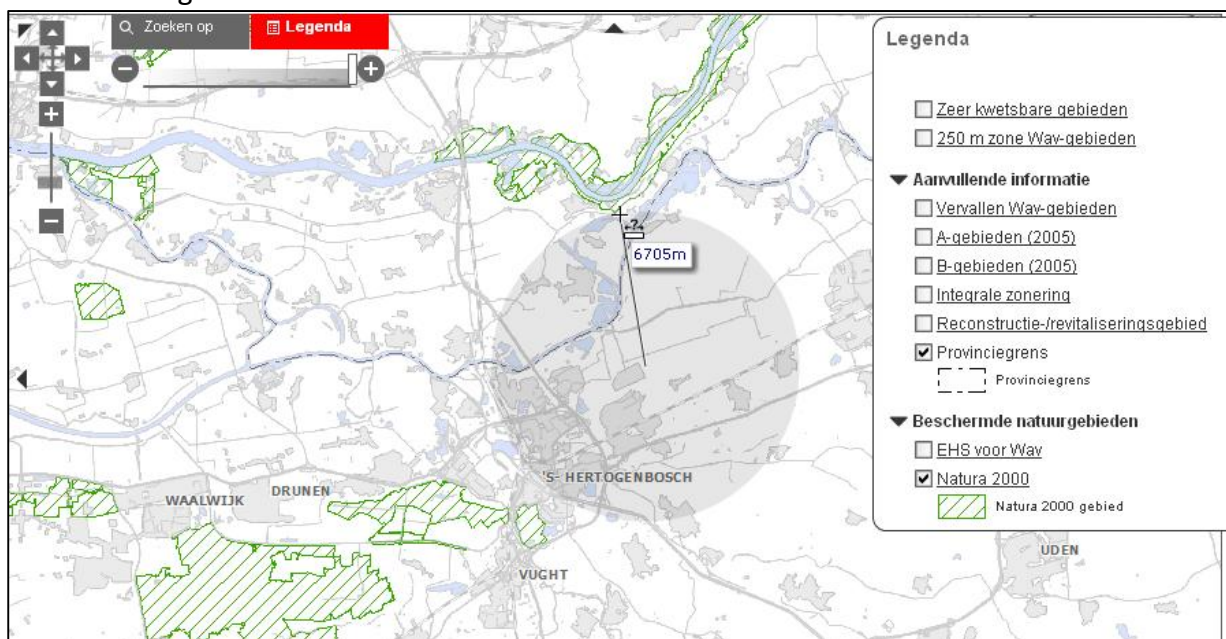 Zoeken op
Legenda
Legenda
Zeer kwetsbare gebieden
250 m zone Wav-gebieden
Aanvullende informatie
Vervallen Wav-gebieden
A-gebieden (2005)
B-gebieden (2005)
Integrale zonering
Reconstructie-/revitaliseringsgebied
Provinciegrens
Provinciegrens
Beschermde natuurgebieden
EHS voor Wav
Natura 2000
Natura 2000 gebied
?
6705m
'S- HERTOGENBOSCH
WAALWIJK
DRUNEN
VUGHT
UDEN